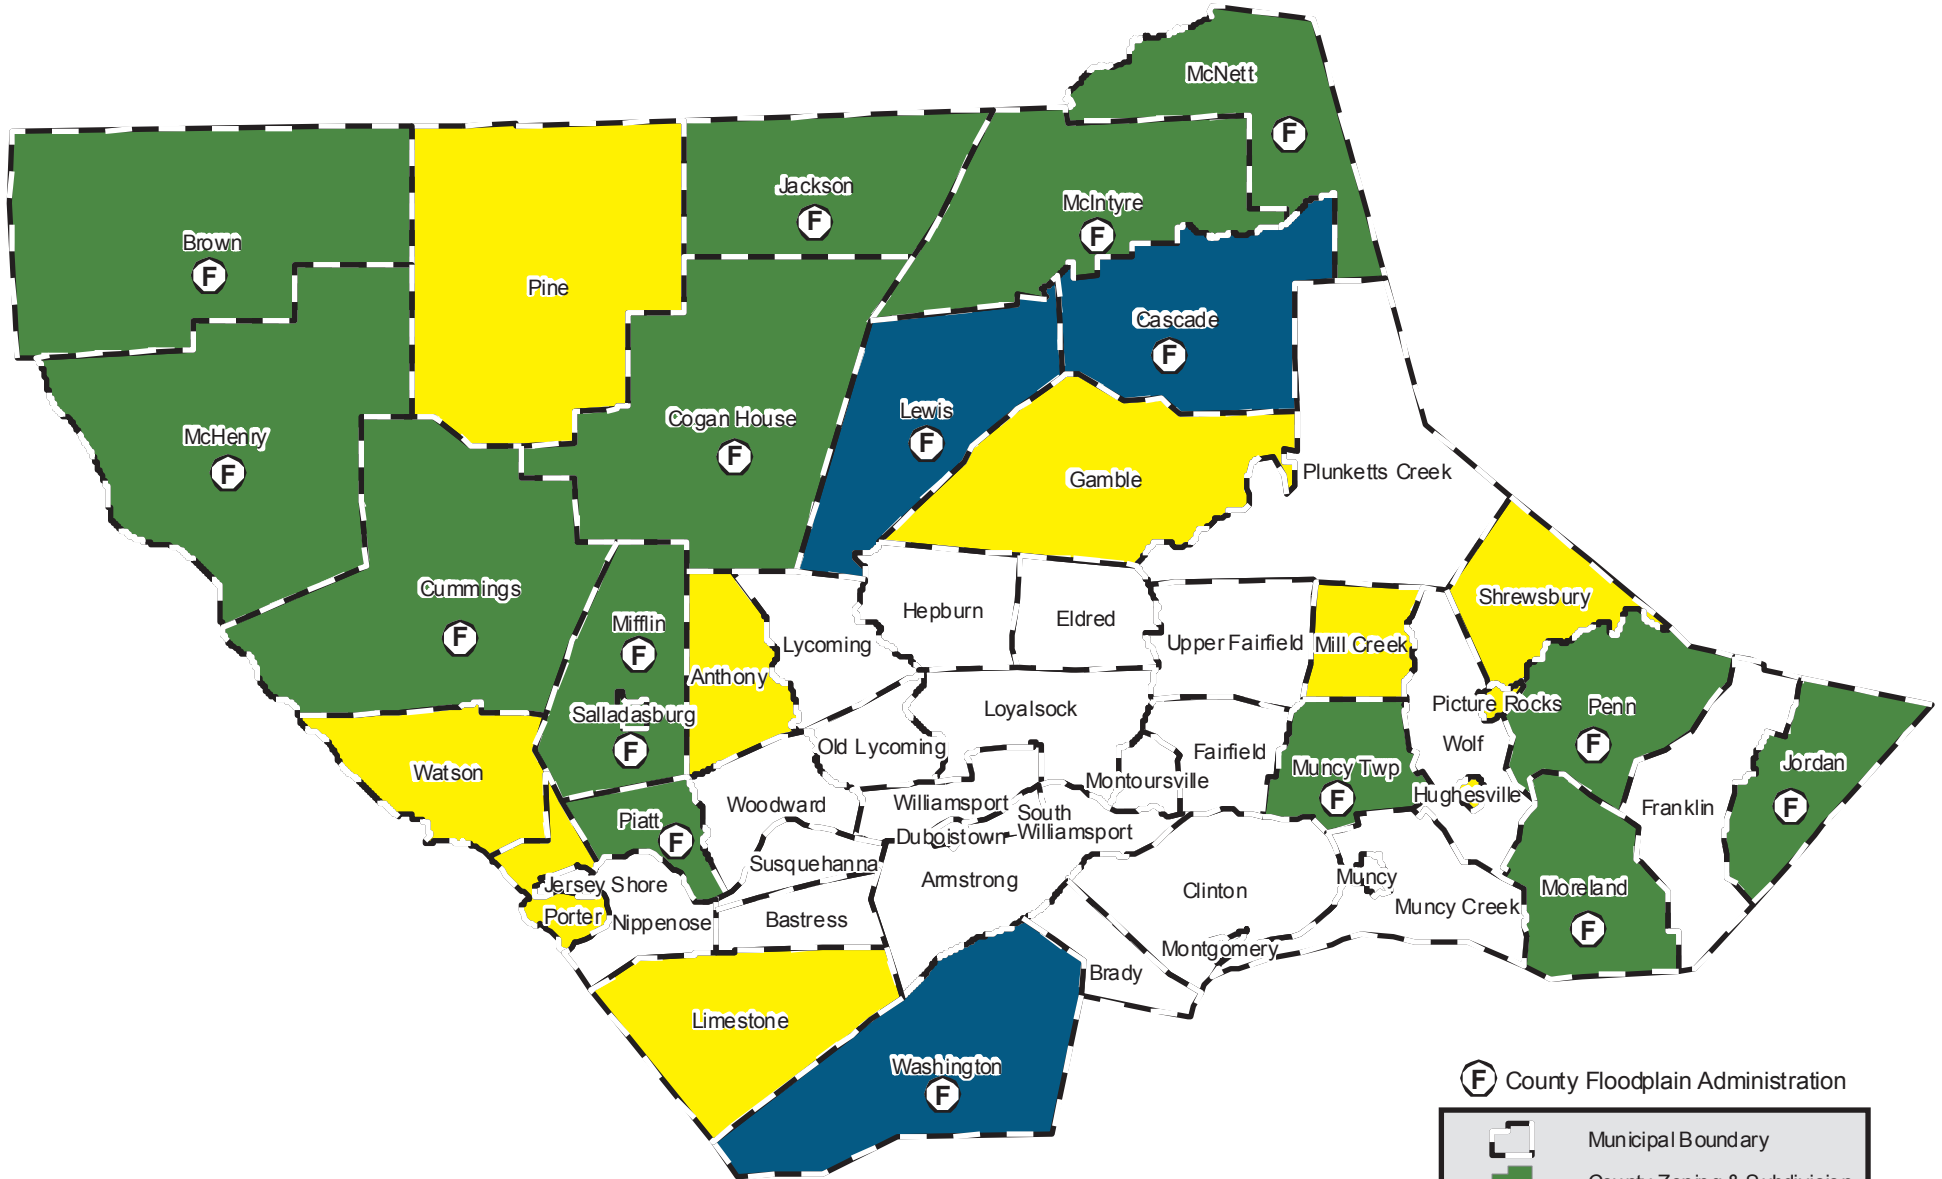 McNett
F
Jackson
F
McIntyre
F
Brown
F
Pine
Cascade
F
Lewis
F
Cogan House
F
McHenry
F
Gamble
Plunketts Creek
Cummings
F
Mifflin
F
Shrewsbury
Hepburn
Eldred
Lycoming
Upper Fairfield
Mill Creek
Anthony
Salladasburg
F
Loyalsock
Picture Rocks
Penn
F
Old Lycoming
Fairfield
Wolf
Watson
Montoursville
Muncy Twp
F
Jordan
F
Hughesville
Woodward
Williamsport
South
Williamsport
Franklin
Piatt
F
Duboistown
Susquehanna
Jersey Shore
Armstrong
Clinton
Muncy
Moreland
F
Porter
Nippenose
Bastress
Muncy Creek
Montgomery
Brady
Limestone
Washington
F
F County Floodplain Administration
Municipal Boundary
County Zoning & Subdivision